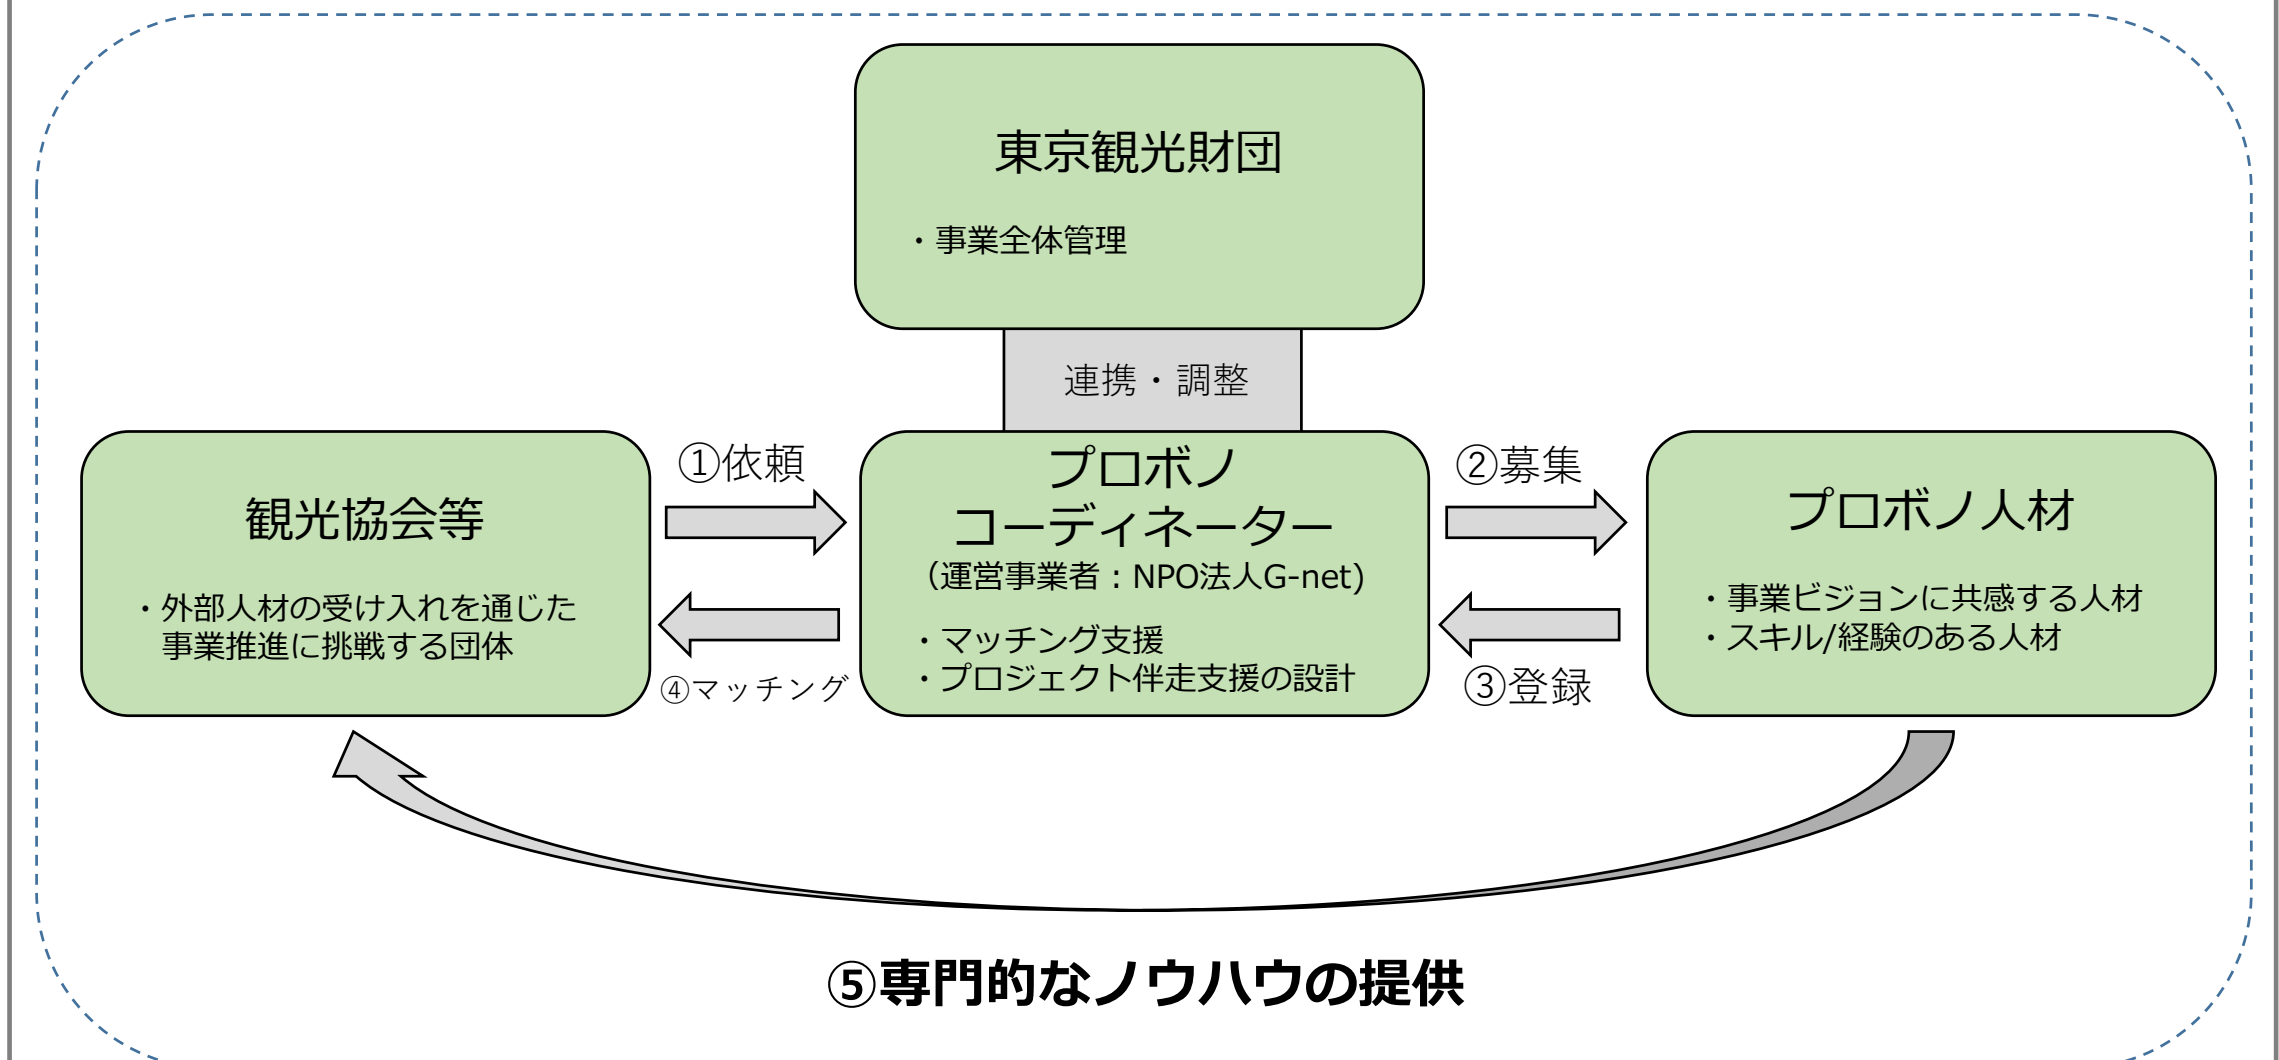 東京観光財団
・事業全体管理
連携・調整
観光協会等
・外部人材の受け入れを通じた
事業推進に挑戦する団体
①依頼
④マッチング
プロボノ
コーディネーター
（運営事業者：NPO法人G-net)
・マッチング支援
・プロジェクト伴走支援の設計
②募集
③登録
プロボノ人材
・事業ビジョンに共感する人材
・スキル/経験のある人材
⑤専門的なノウハウの提供